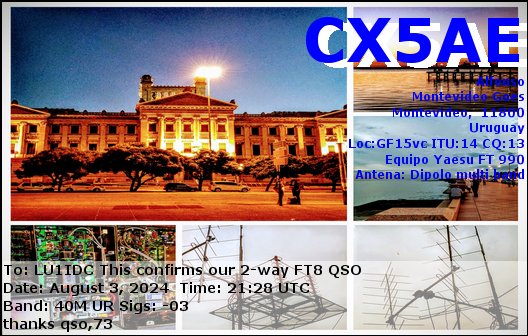 CX5AE
Alfonso
Montevideo Goes
Montevideo, 11800
Uruguay
Loc:GF15vc ITU:14 CQ:13
Equipo Yaesu FT 990
Antena: Dipolo multi band
To: LU1IDC This confirms our 2-way FT8 QSO
Date: August 3, 2024 Time: 21:28 UTC
Band: 40M UR Sigs: -03
thanks qso,73